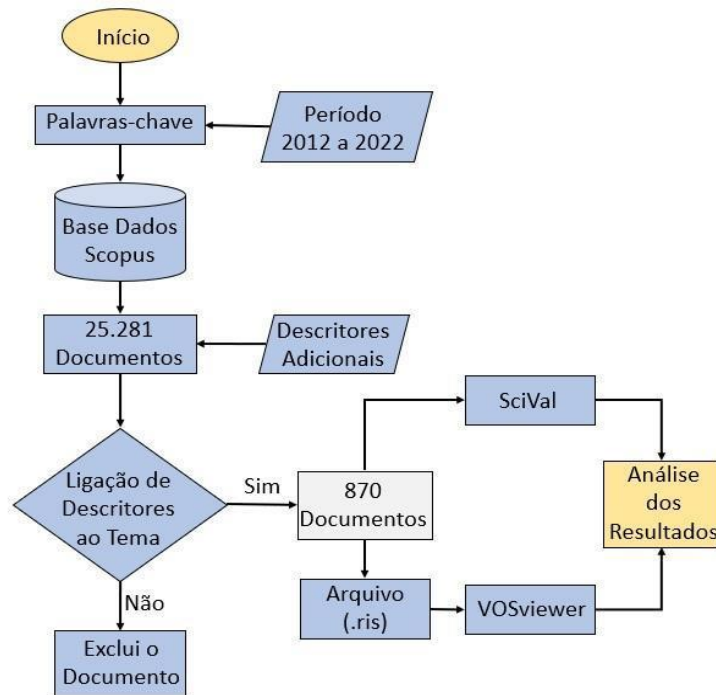 Início
Palavras-chave
Período
2012 a 2022
Base Dados
Scopus
25.281
Documentos
Descritores
Adicionais
Ligação de
Descritores
ao Tema
Sim
Não
Exclui o
Documento
870
Documentos
SciVal
Arquivo
(.ris)
VOSviewer
Análise
dos
Resultados